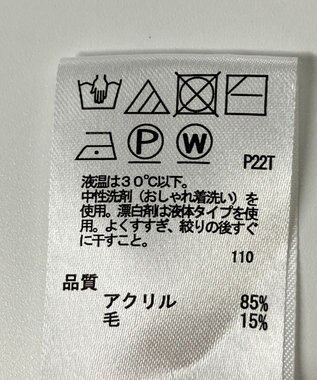 P W
P22T
液温は30℃以下。
中性洗剤（おしゃれ着洗い）を
使用。漂白剤は液体タイプを使
用。よくすすぎ、絞りの後すぐ
に干すこと。
110
品質
アクリル 85%
毛 15%